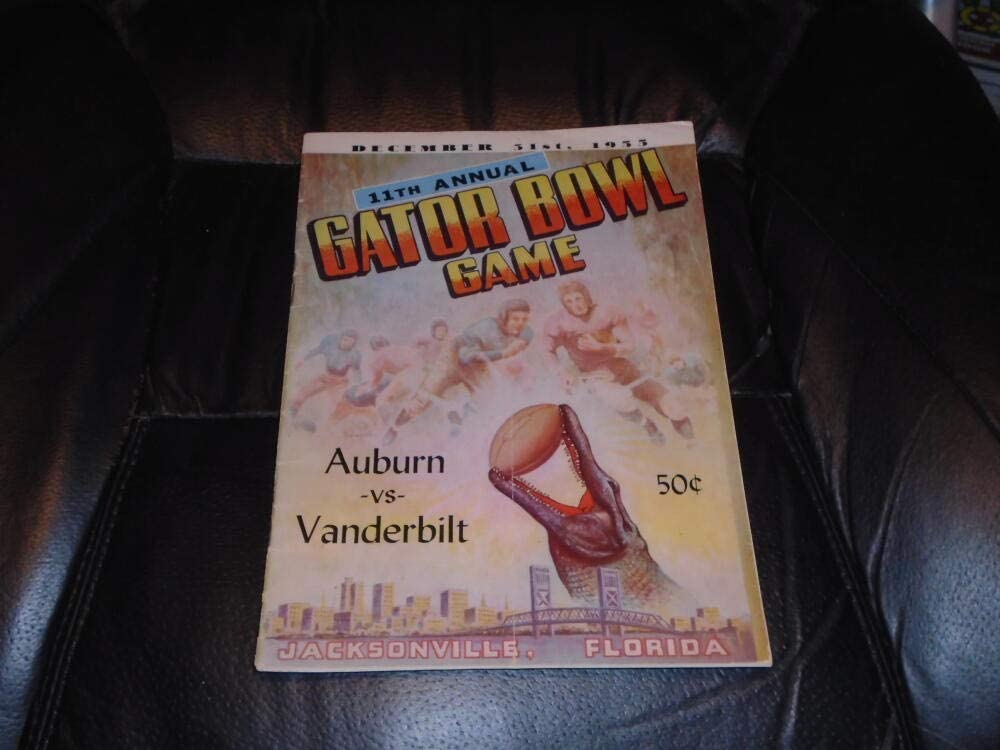 DECEMBER 31st, 1955
11TH ANNUAL
GATOR BOWL
GAME
Auburn
-vs-
Vanderbilt
50¢
JACKSONVILLE, FLORIDA